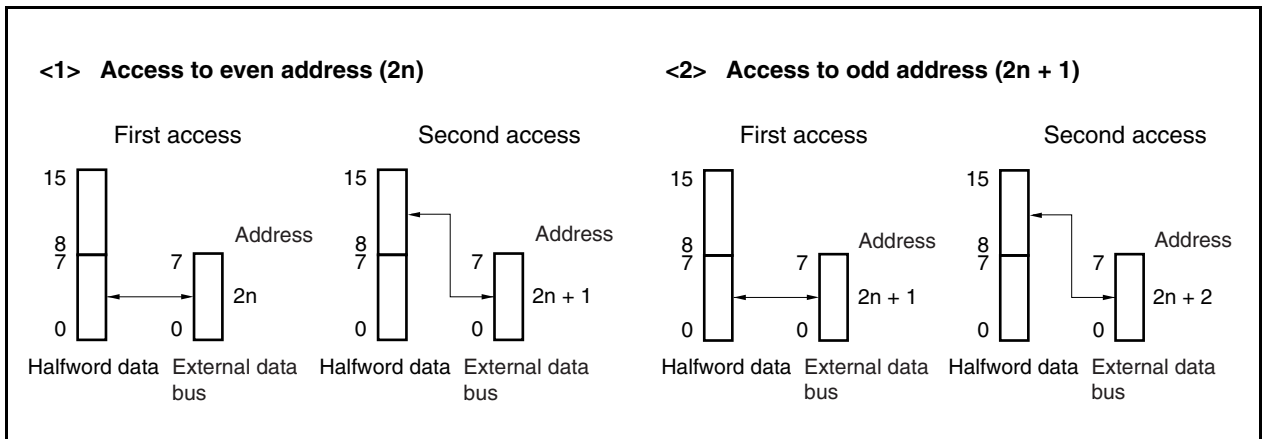 <1> Access to even address (2n)
First access
Second access
15
8
7
0
7
0
Address
2n
Halfword data
External data
bus
15
8
7
0
7
0
Address
2n + 1
Halfword data
External data
bus
<2> Access to odd address (2n + 1)
First access
Second access
15
8
7
0
7
0
Address
2n + 1
Halfword data
External data
bus
15
8
7
0
7
0
Address
2n + 2
Halfword data
External data
bus